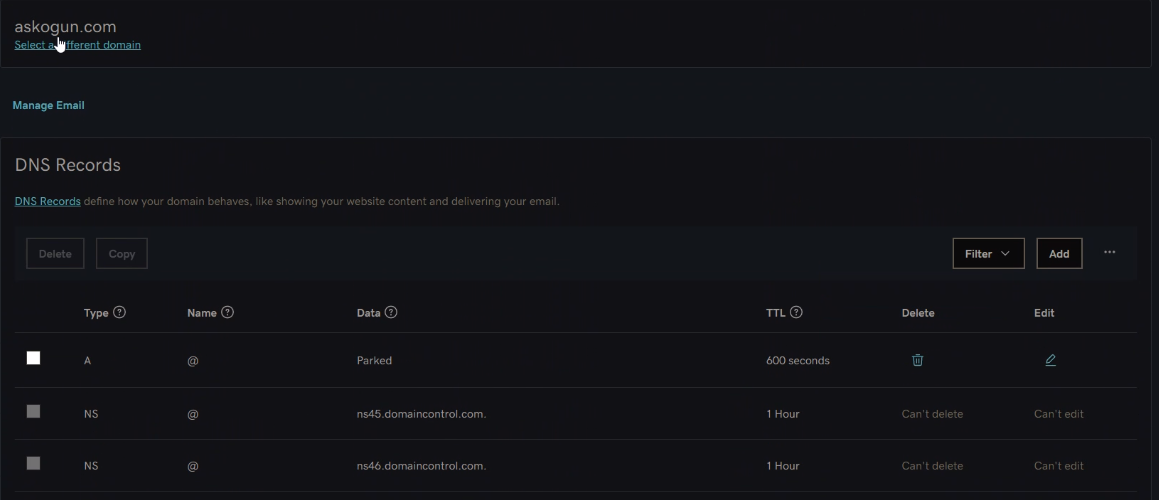 askogun.com
Select a different domain
Manage Email
DNS Records
DNS Records define how your domain behaves, like showing your website content and delivering your email.
Delete Copy Filter Add ...
Type ? Name ? Data ? TTL ? Delete Edit
A @ Parked 600 seconds
NS @ ns45.domaincontrol.com. 1 Hour Can't delete Can't edit
NS @ ns46.domaincontrol.com. 1 Hour Can't delete Can't edit